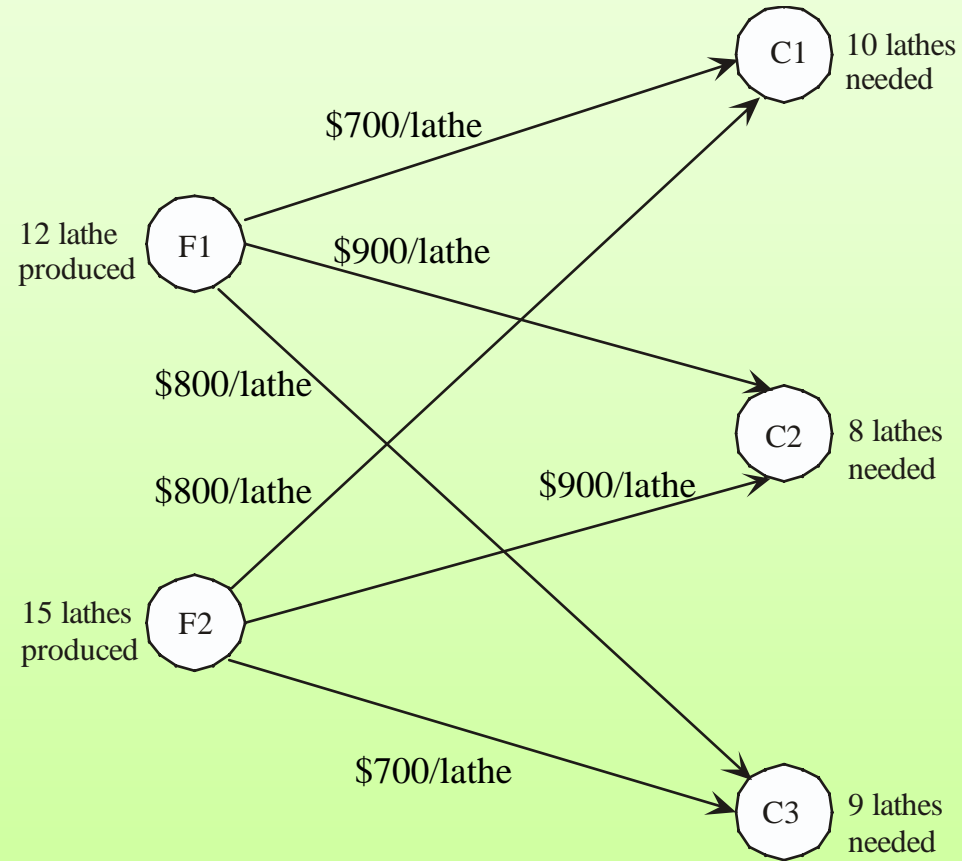 C1
10 lathes
needed
$700/lathe
12 lathe
produced
F1
$900/lathe
$800/lathe
C2
8 lathes
needed
$800/lathe
$900/lathe
15 lathes
produced
F2
$700/lathe
C3
9 lathes
needed